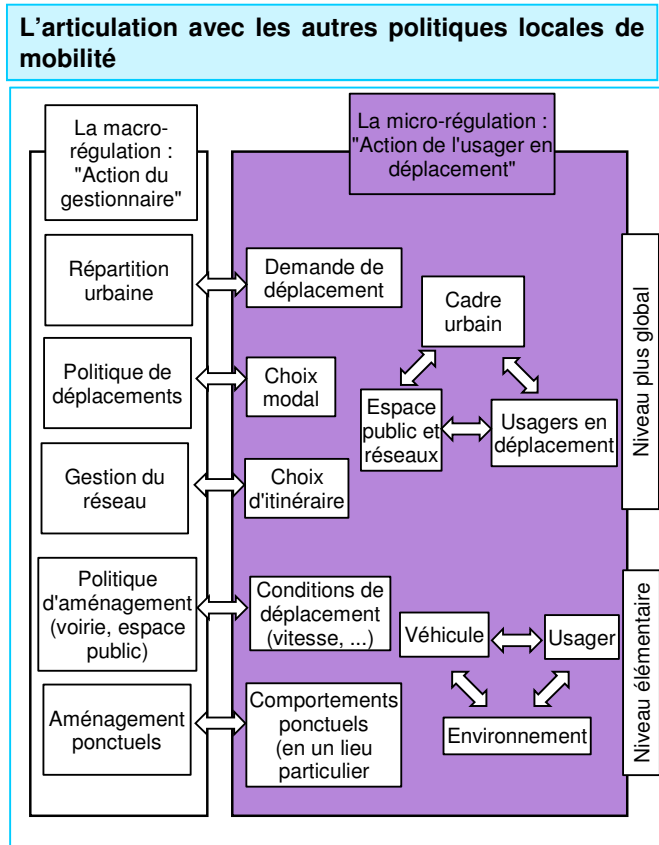 L'articulation avec les autres politiques locales de
mobilité
La macro-
régulation :
"Action du
gestionnaire"
La micro-régulation :
"Action de l'usager en
déplacement"
Répartition
urbaine
Demande de
déplacement
Cadre
urbain
Politique de
déplacements
Choix
modal
Espace
public et
réseaux
Usagers en
déplacement
Gestion du
réseau
Choix
d'itinéraire
Niveau plus global
Politique
d'aménagement
(voirie, espace
public)
Conditions de
déplacement
(vitesse, ...)
Véhicule
Usager
Aménagement
ponctuels
Comportements
ponctuels
(en un lieu
particulier
Environnement
Niveau élémentaire